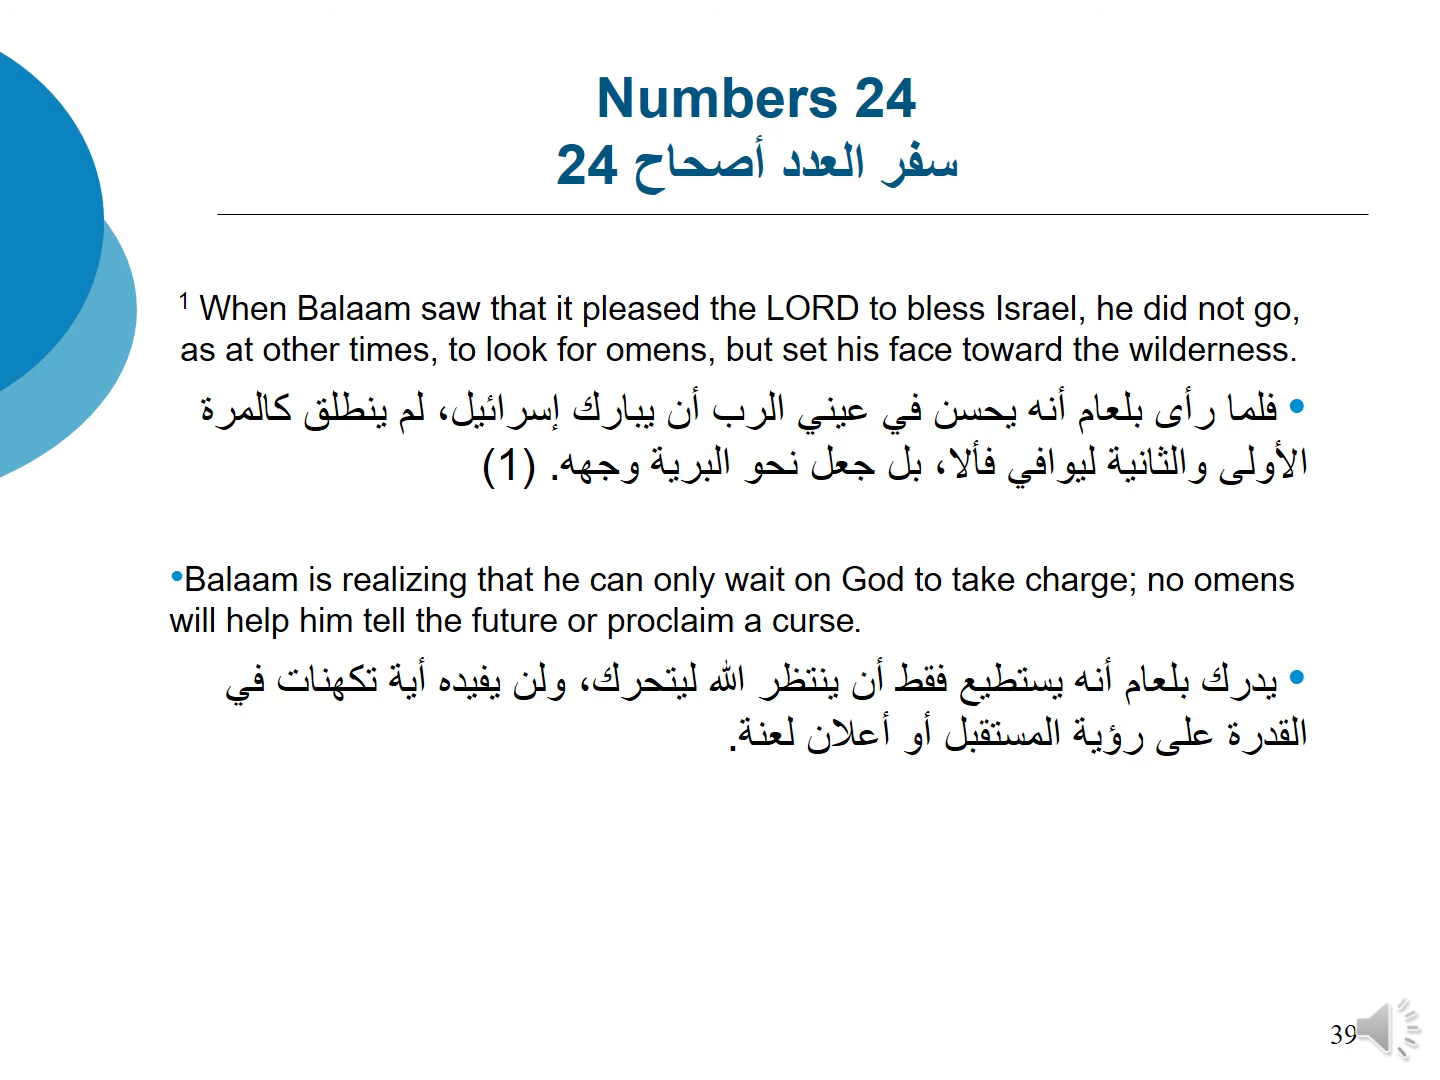 Numbers 24
سفر العدد أصحاح 24
1 When Balaam saw that it pleased the LORD to bless Israel, he did not go,
as at other times, to look for omens, but set his face toward the wilderness.
• فلما رأى بلعام أنه يحسن في عيني الرب أن يبارك إسرائيل، لم ينطلق كالمرة
الأولى والثانية ليوافي فألا، بل جعل نحو البرية وجهه. (1)
•Balaam is realizing that he can only wait on God to take charge; no omens
will help him tell the future or proclaim a curse.
• يدرك بلعام أنه يستطيع فقط أن ينتظر الله ليتحرك، ولن يفيده أية تكهنات في
القدرة على رؤية المستقبل أو أعلان لعنة.
39